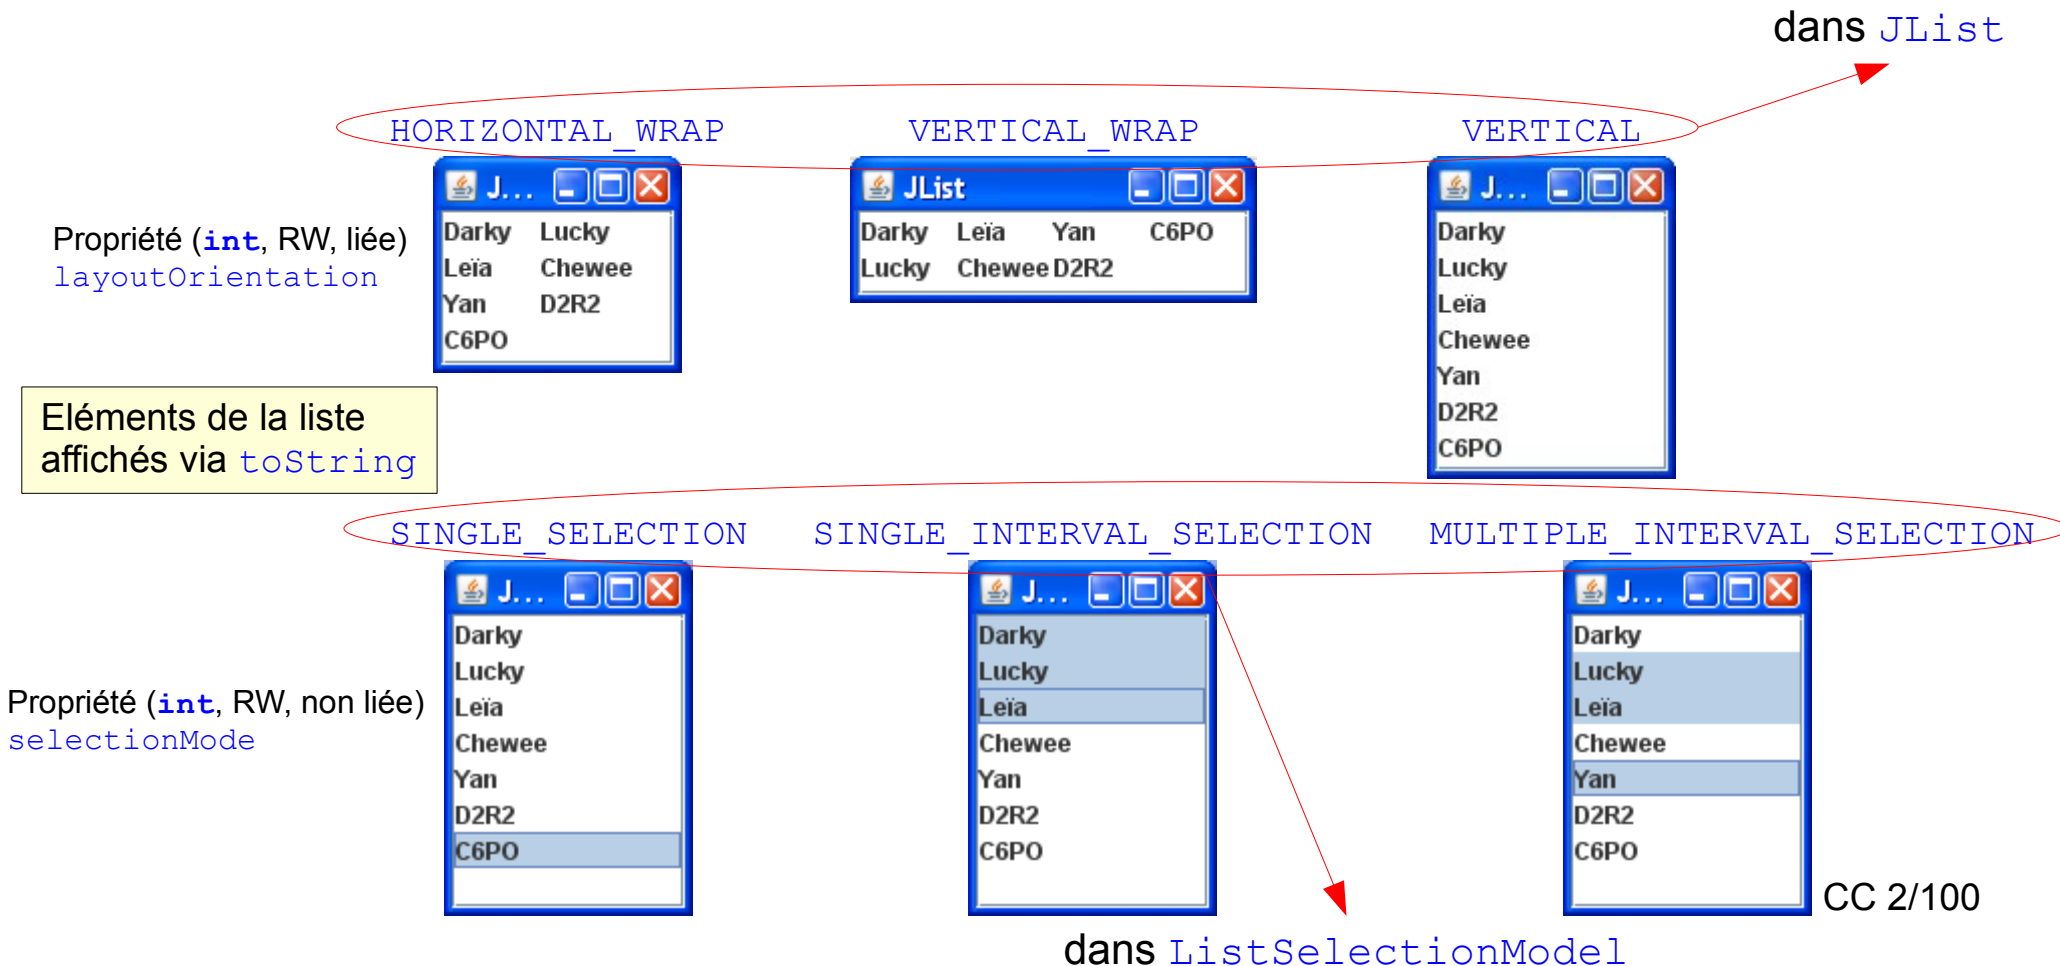 dans JList
HORIZONTAL_WRAP VERTICAL_WRAP VERTICAL
J... JList J...
Propriété (int, RW, liée)
layoutOrientation
Darky Lucky
Leïa Chewee
Yan D2R2
C6PO
Darky Leïa Yan C6PO
Lucky Chewee D2R2
Darky
Lucky
Leïa
Chewee
Yan
D2R2
C6PO
Eléments de la liste
affichés via toString
SINGLE_SELECTION SINGLE_INTERVAL_SELECTION MULTIPLE_INTERVAL_SELECTION
J... J... J...
Propriété (int, RW, non liée)
selectionMode
Darky
Lucky
Leïa
Chewee
Yan
D2R2
C6PO
Darky
Lucky
Leïa
Chewee
Yan
D2R2
C6PO
Darky
Lucky
Leïa
Chewee
Yan
D2R2
C6PO
CC 2/100
dans ListSelectionModel